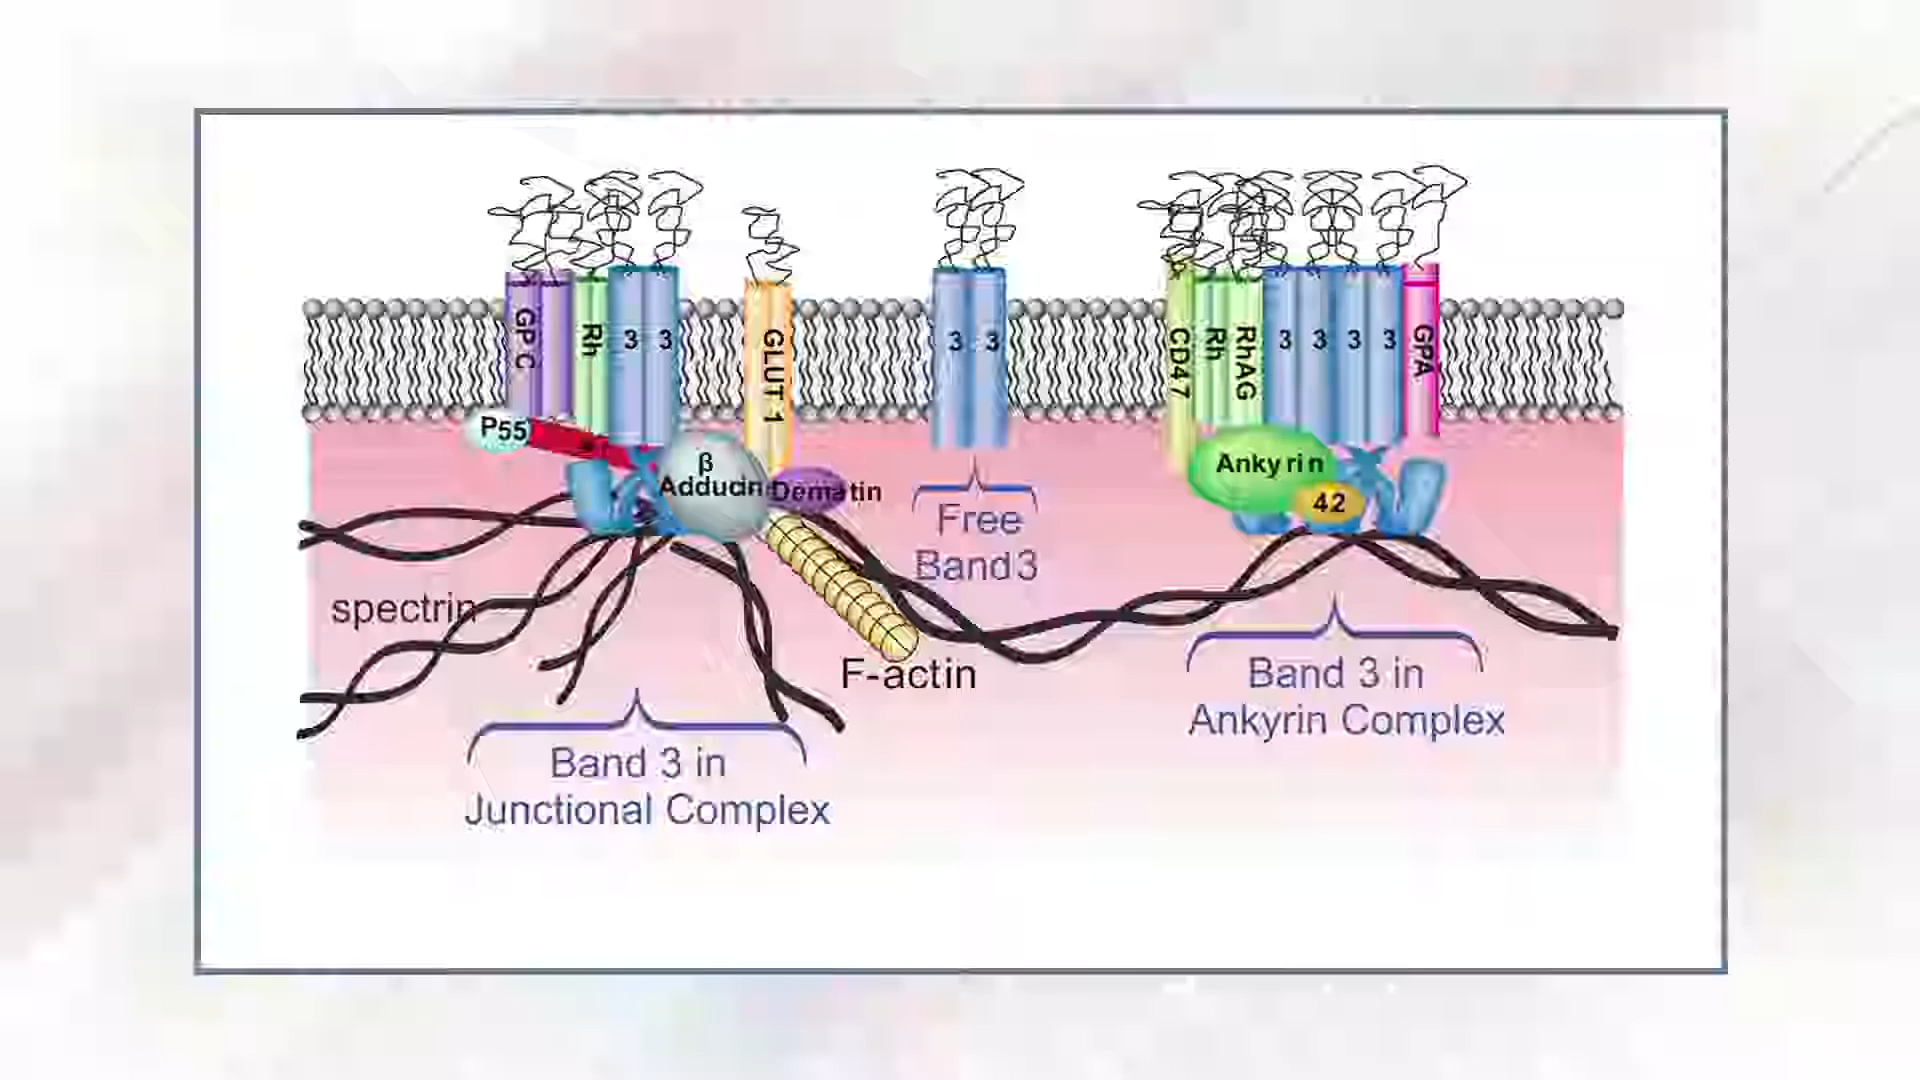 GPC
Rh
3 3
GLUT 1
3 3
CD47
Rh
RhAG
3 3 3 3
GPA
P55
β
Adducin
Dematin
Ankyrin
42
Free
Band3
spectrin
F-actin
Band 3 in
Ankyrin Complex
Band 3 in
Junctional Complex